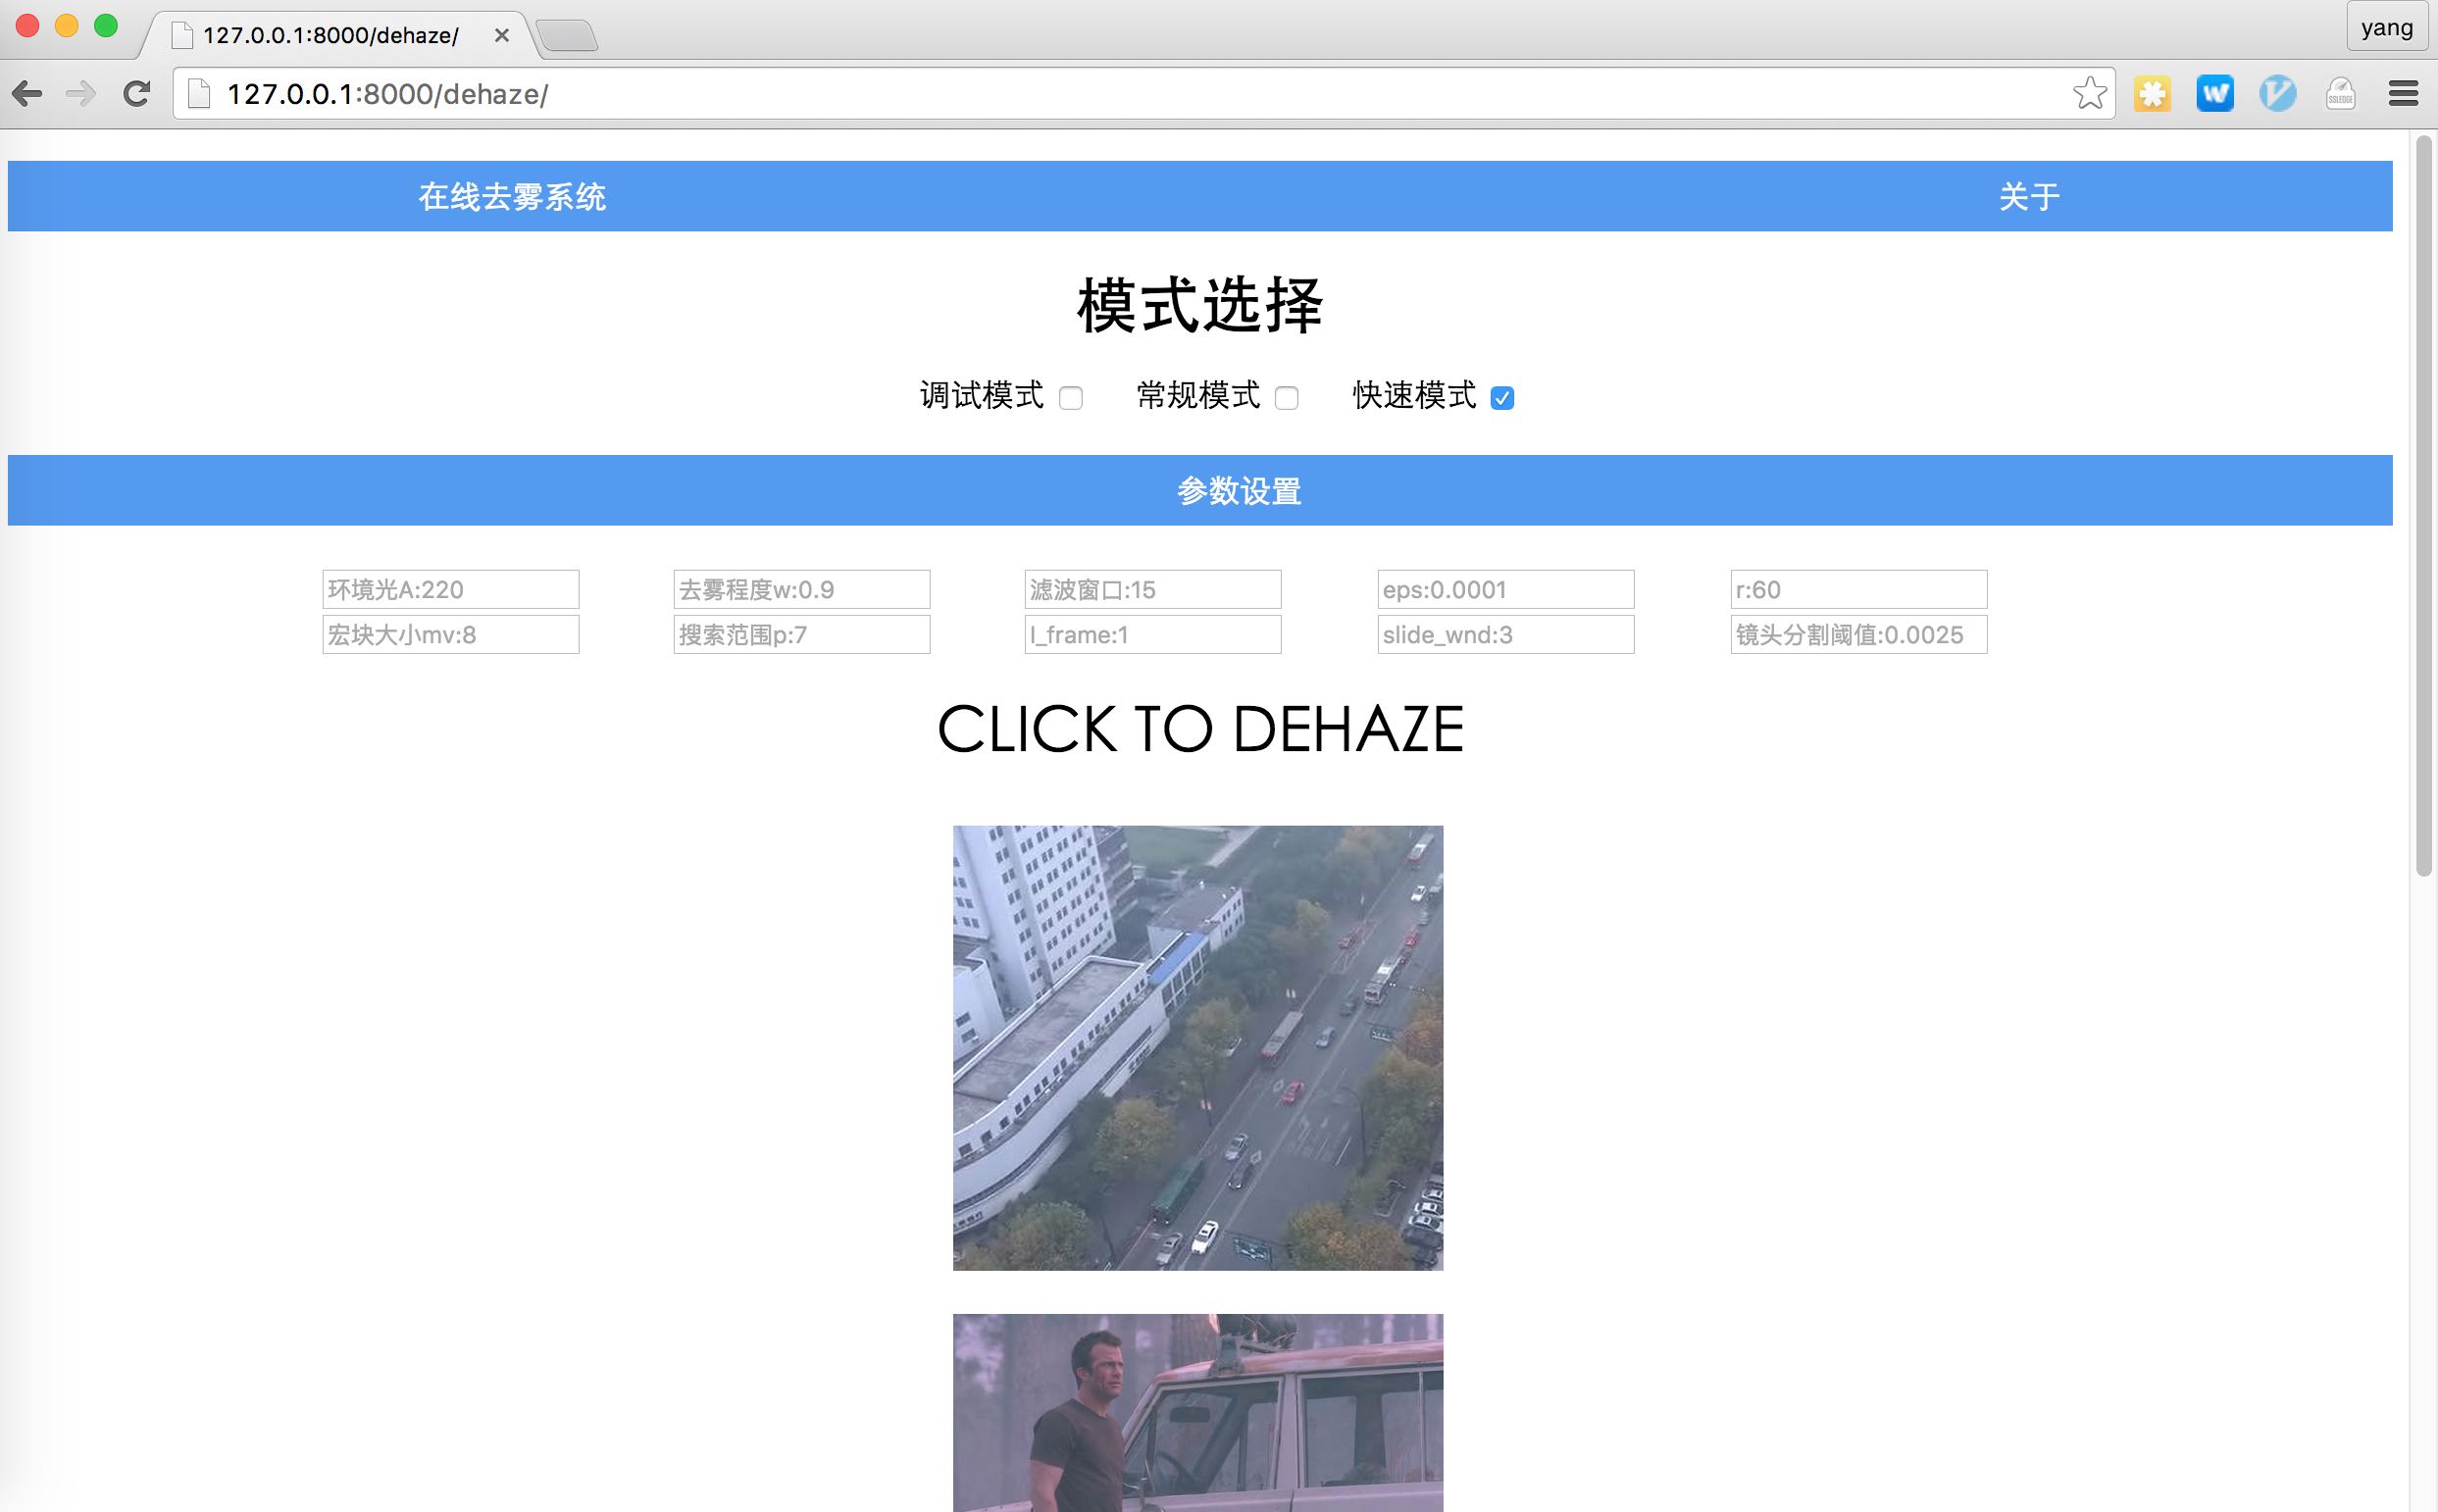 127.0.0.1:8000/dehaze/
yang
127.0.0.1:8000/dehaze/
W
V
SSLEDGE
在线去雾系统 关于
模式选择
调试模式 常规模式 快速模式
参数设置
环境光A:220 去雾程度w:0.9 滤波窗口:15 eps:0.0001 r:60
宏块大小mv:8 搜索范围p:7 I_frame:1 slide_wnd:3 镜头分割阈值:0.0025
CLICK TO DEHAZE